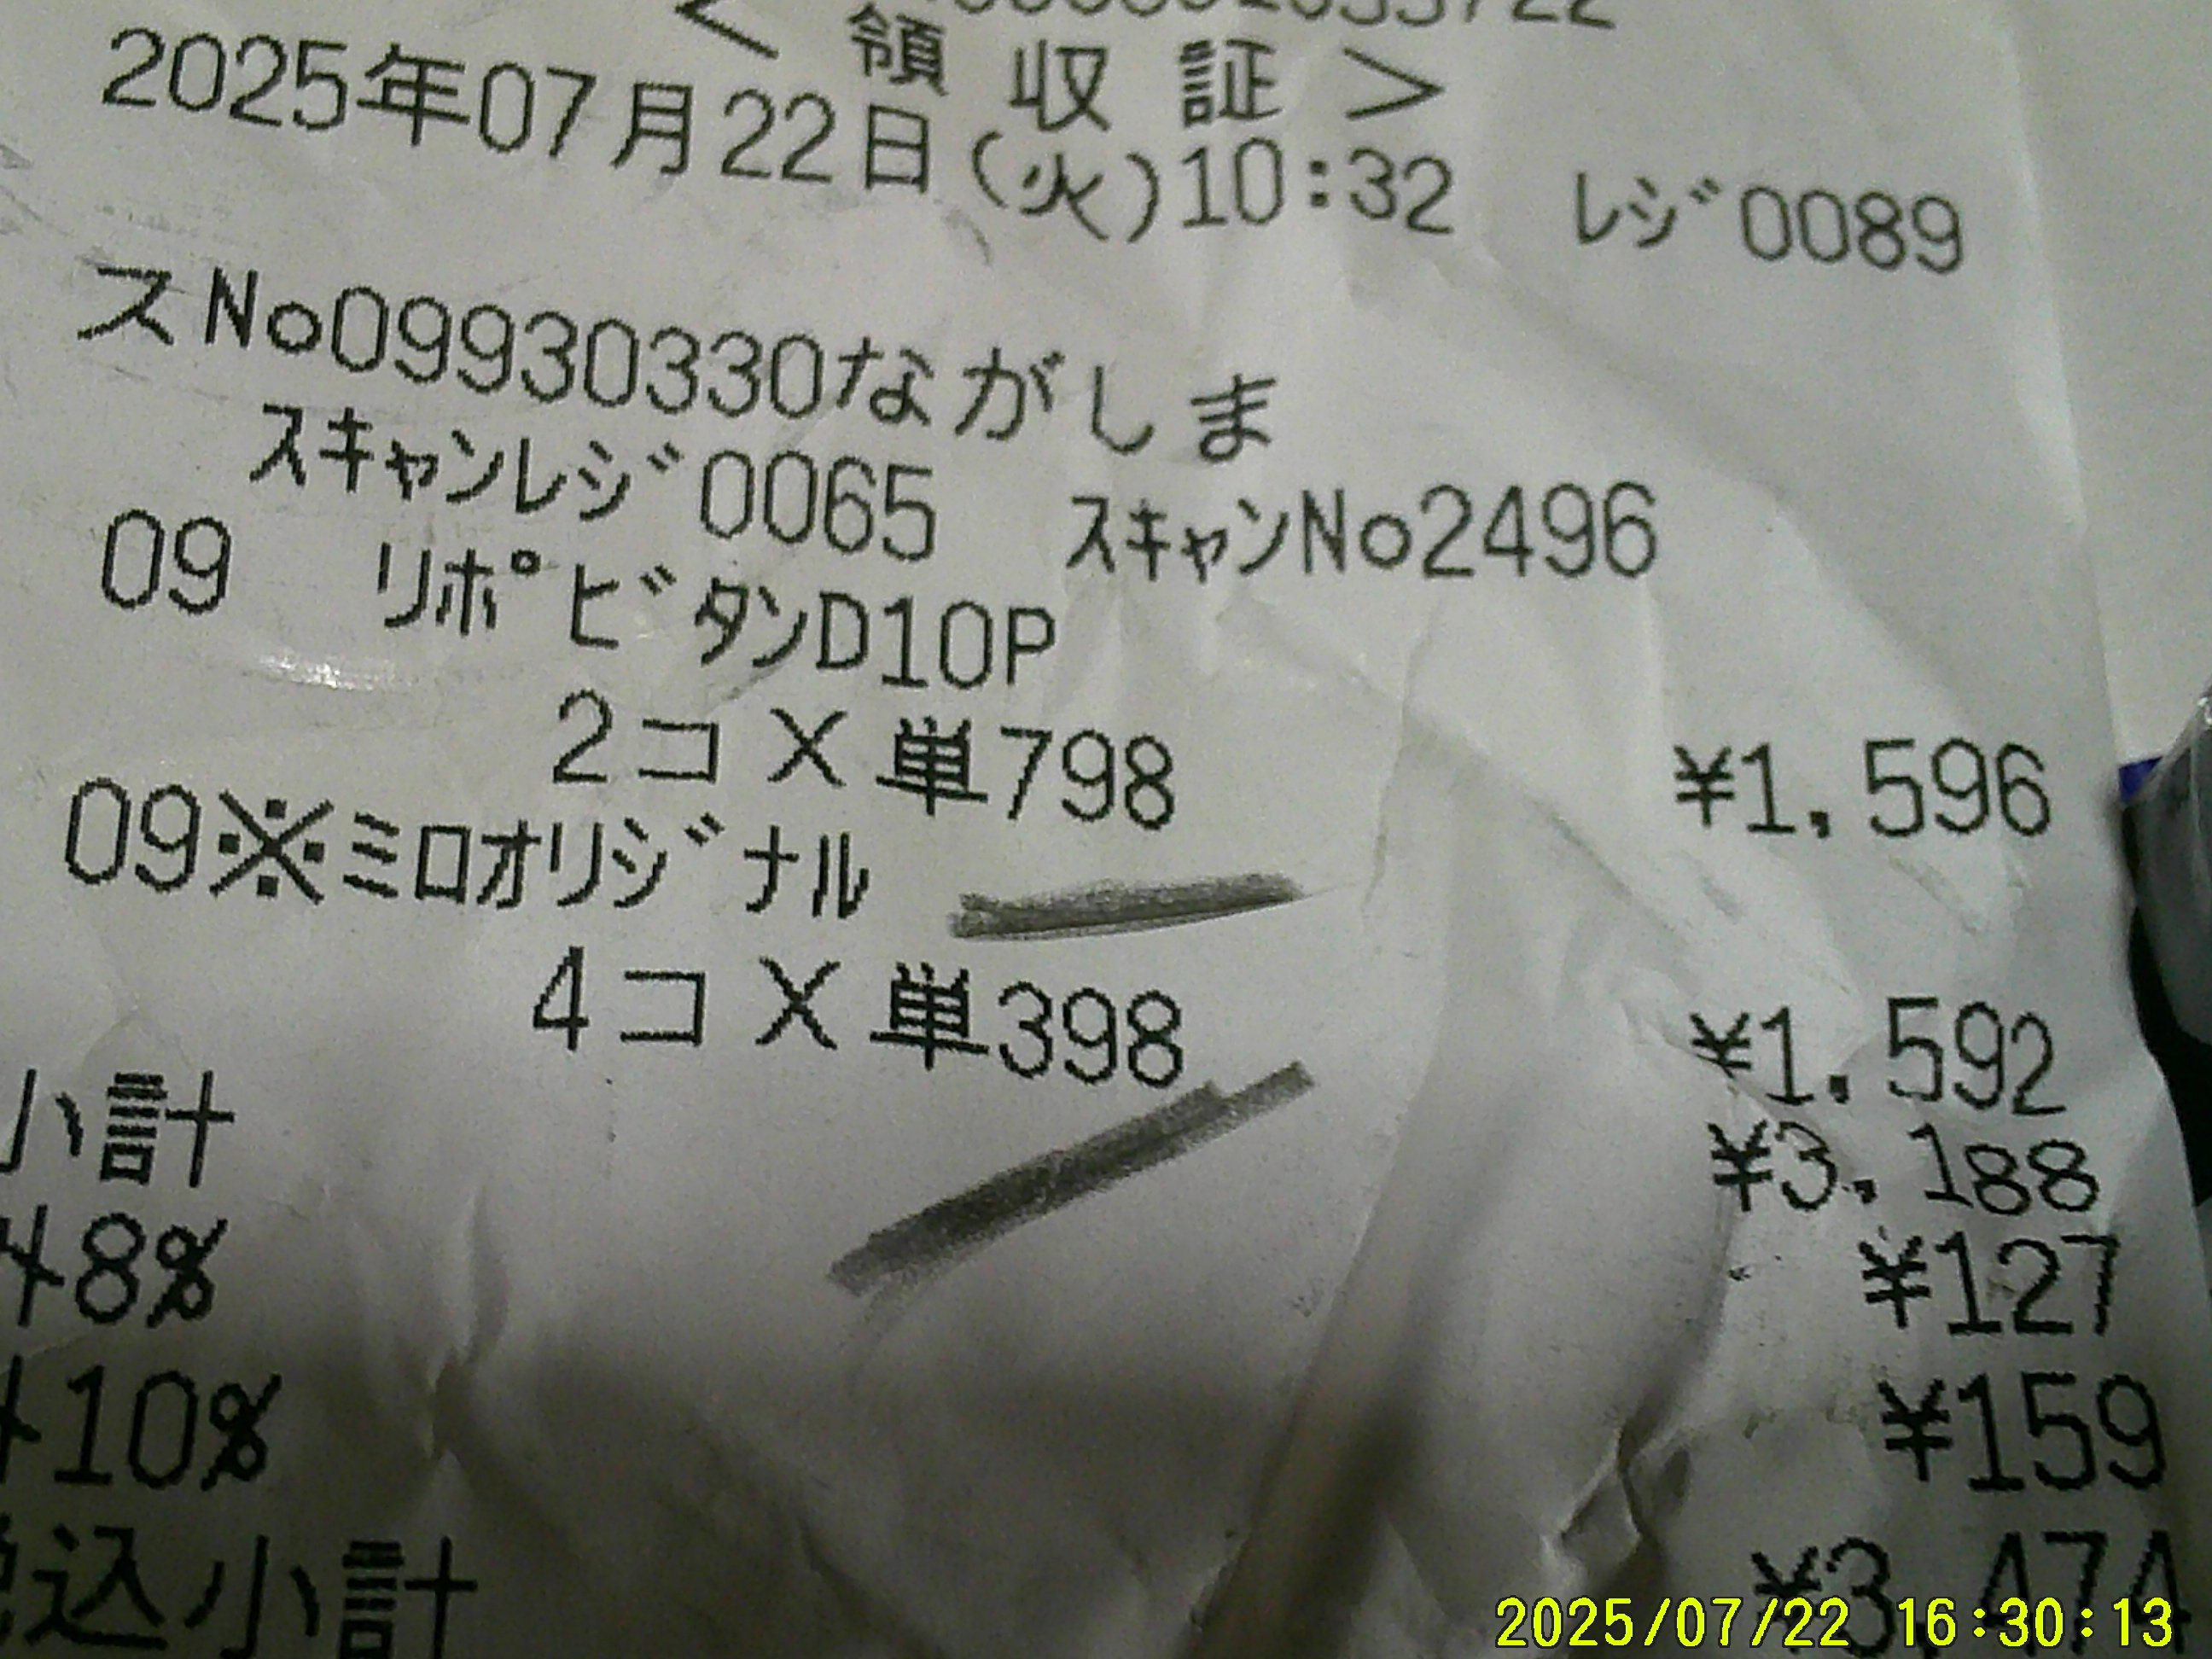 <領収証>
2025年07月22日(火)10:32 レジ0089
スNo09930330ながしま
スキャンレジ0065 スキャンNo2496
09 リポビタンD10P
2コ X 単798 ¥1,596
09※ミロオリジナル
4コ X 単398 ¥1,592
小計 ¥3,188
8% ¥127
10% ¥159
税込小計 ¥3,474
2025/07/22 16:30:13